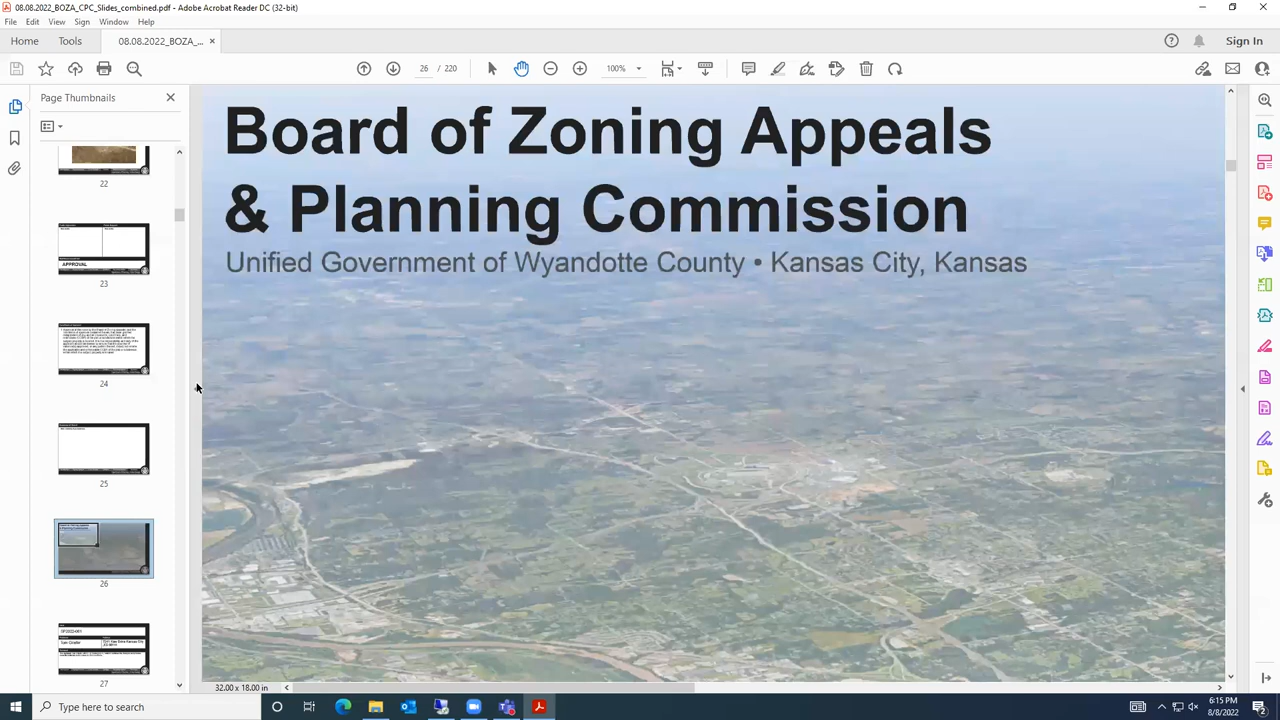 08.08.2022_BOZA_CPC_Slides_combined.pdf - Adobe Acrobat Reader DC (32-bit)
File Edit View Sign Window Help
Home Tools 08.08.2022_BOZA_... × Sign In
26 / 220 100%
Page Thumbnails
22
23
APPROVAL
24
25
26
27
Board of Zoning Appeals
& Planning Commission
Unified Government of Wyandotte County • Kansas City, Kansas
32.00 x 18.00 in
Type here to search
6:15 PM
8/8/2022
2